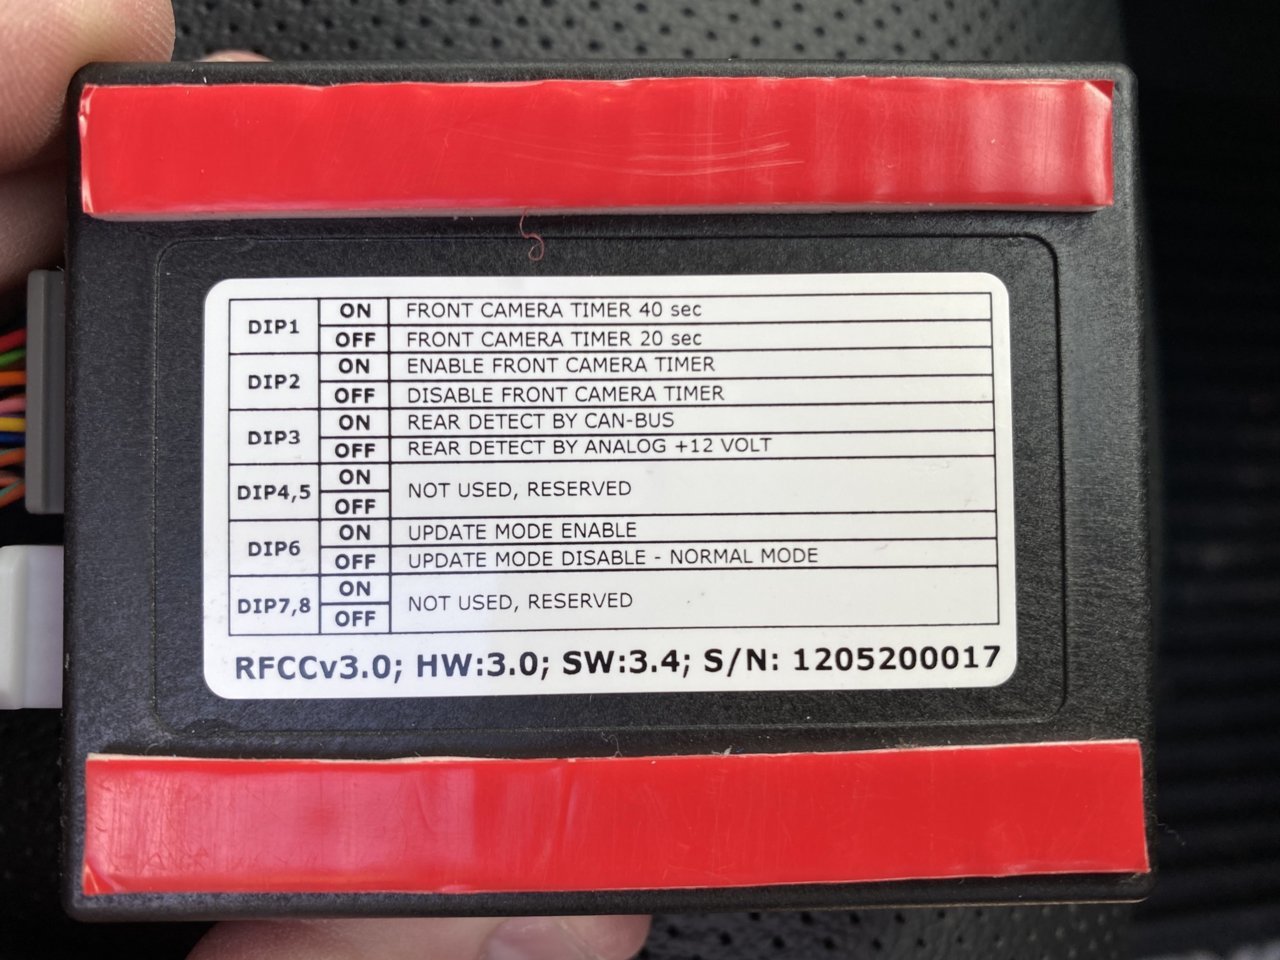 DIP1 ON FRONT CAMERA TIMER 40 sec
OFF FRONT CAMERA TIMER 20 sec
DIP2 ON ENABLE FRONT CAMERA TIMER
OFF DISABLE FRONT CAMERA TIMER
DIP3 ON REAR DETECT BY CAN-BUS
OFF REAR DETECT BY ANALOG +12 VOLT
DIP4,5 ON NOT USED, RESERVED
OFF
DIP6 ON UPDATE MODE ENABLE
OFF UPDATE MODE DISABLE - NORMAL MODE
DIP7,8 ON NOT USED, RESERVED
OFF
RFCCv3.0; HW:3.0; SW:3.4; S/N: 1205200017